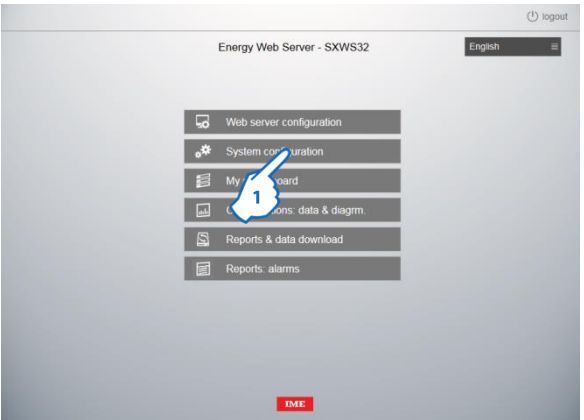 logout
Energy Web Server - SXWS32
English
Web server configuration
System configuration
My
1
: data & diagrm.
Reports & data download
Reports: alarms
IME